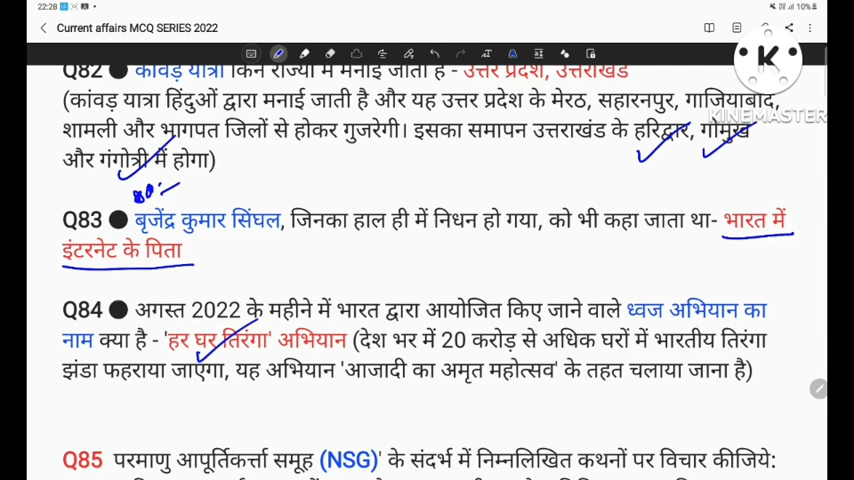 22:28
10%
Current affairs MCQ SERIES 2022
K
KINEMASTER
Q82 ● कांवड़ यात्रा किन राज्यों में मनाई जाती है - उत्तर प्रदेश, उत्तराखंड
(कांवड़ यात्रा हिंदुओं द्वारा मनाई जाती है और यह उत्तर प्रदेश के मेरठ, सहारनपुर, गाजियाबाद,
शामली और भागपत जिलों से होकर गुजरेगी। इसका समापन उत्तराखंड के हरिद्वार, गोमुख
और गंगोत्री में होगा)
Q83 ● बृजेंद्र कुमार सिंघल, जिनका हाल ही में निधन हो गया, को भी कहा जाता था- भारत में
इंटरनेट के पिता
Q84 ● अगस्त 2022 के महीने में भारत द्वारा आयोजित किए जाने वाले ध्वज अभियान का
नाम क्या है - 'हर घर तिरंगा' अभियान (देश भर में 20 करोड़ से अधिक घरों में भारतीय तिरंगा
झंडा फहराया जाएगा, यह अभियान 'आजादी का अमृत महोत्सव' के तहत चलाया जाना है)
Q85 परमाणु आपूर्तिकर्त्ता समूह (NSG)' के संदर्भ में निम्नलिखित कथनों पर विचार कीजिये: